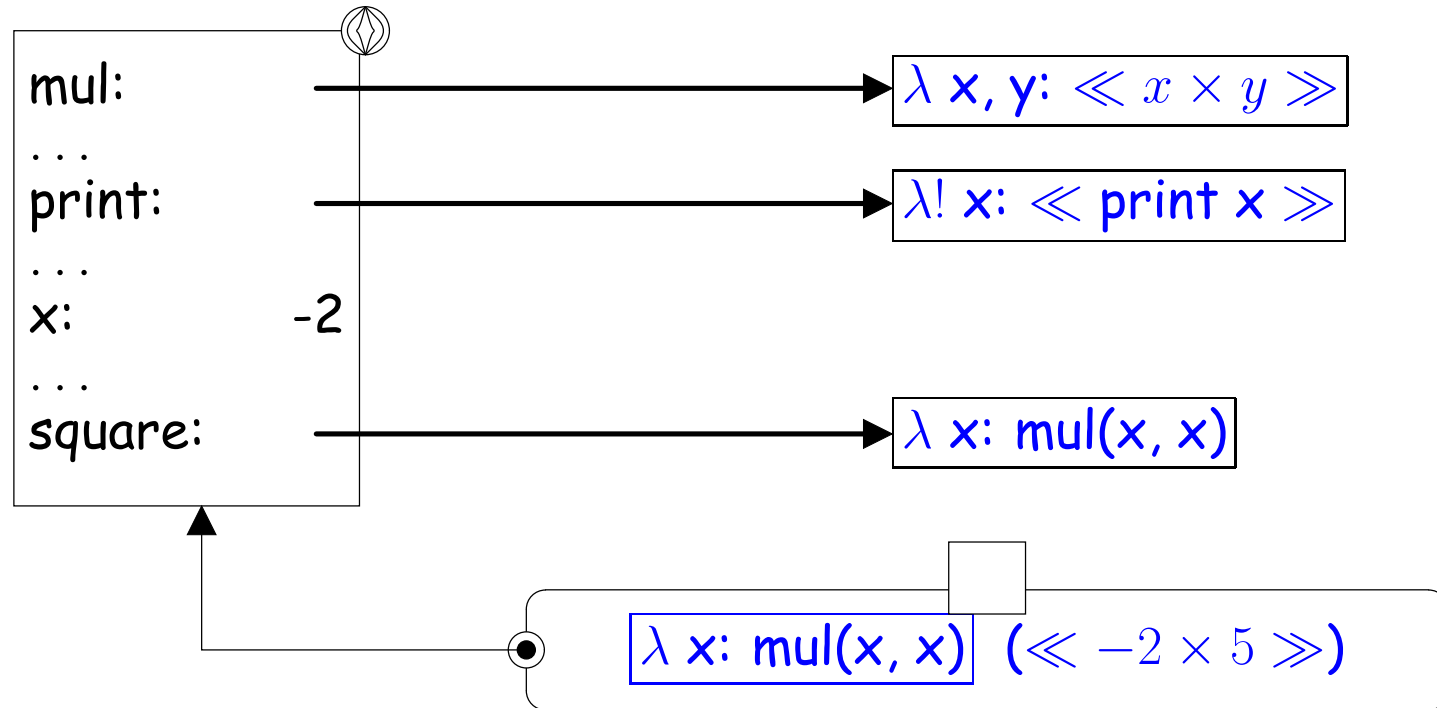 mul: λ x, y: ≪ x × y ≫
. . .
print: λ! x: ≪ print x ≫
. . .
x: -2
. . .
square: λ x: mul(x, x)
λ x: mul(x, x) (≪ −2 × 5 ≫)